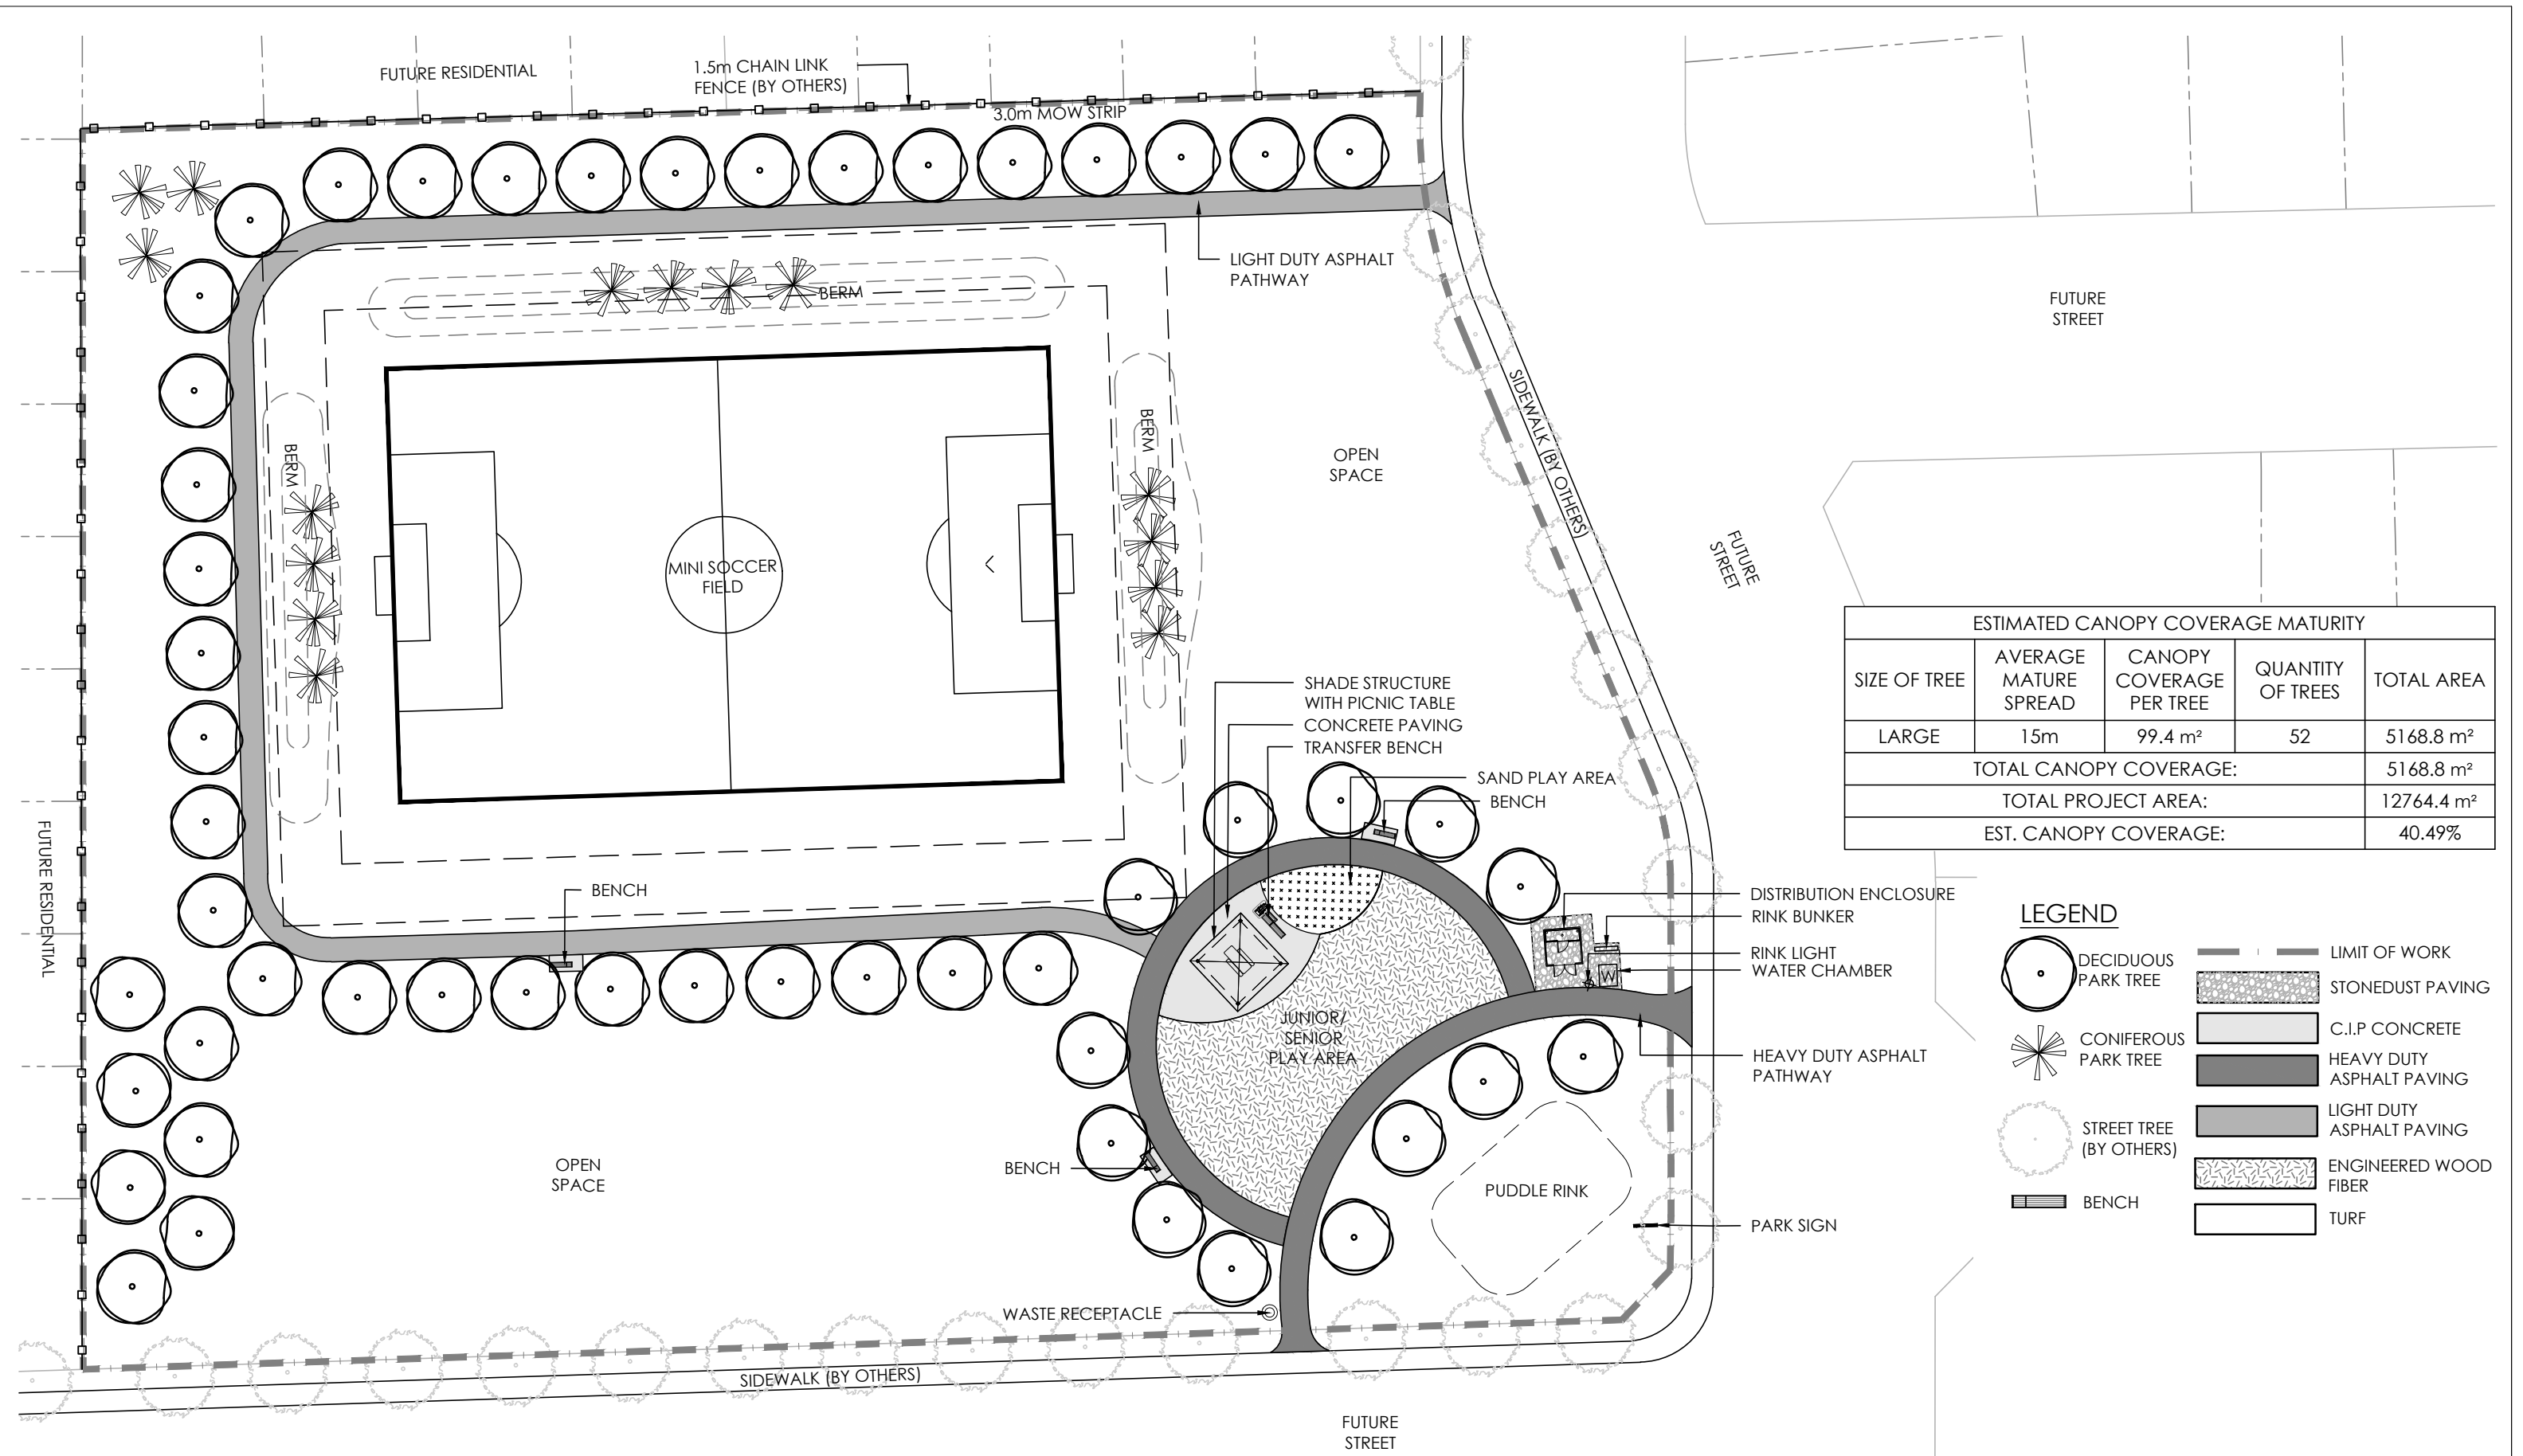 FUTURE RESIDENTIAL
1.5m CHAIN LINK
FENCE (BY OTHERS)
3.0m MOW STRIP
LIGHT DUTY ASPHALT
PATHWAY
BERM
BERM
BERM
FUTURE
STREET
SIDEWALK (BY OTHERS)
OPEN
SPACE
FUTURE
STREET
MINI SOCCER
FIELD
SHADE STRUCTURE
WITH PICNIC TABLE
CONCRETE PAVING
TRANSFER BENCH
SAND PLAY AREA
BENCH
ESTIMATED CANOPY COVERAGE MATURITY
SIZE OF TREE
AVERAGE
MATURE
SPREAD
CANOPY
COVERAGE
PER TREE
QUANTITY
OF TREES
TOTAL AREA
LARGE
15m
99.4 m²
52
5168.8 m²
TOTAL CANOPY COVERAGE:
5168.8 m²
TOTAL PROJECT AREA:
12764.4 m²
EST. CANOPY COVERAGE:
40.49%
FUTURE RESIDENTIAL
BENCH
DISTRIBUTION ENCLOSURE
RINK BUNKER
RINK LIGHT
WATER CHAMBER
W
JUNIOR/
SENIOR
PLAY AREA
HEAVY DUTY ASPHALT
PATHWAY
OPEN
SPACE
BENCH
PUDDLE RINK
PARK SIGN
WASTE RECEPTACLE
SIDEWALK (BY OTHERS)
FUTURE
STREET
LEGEND
DECIDUOUS
PARK TREE
CONIFEROUS
PARK TREE
STREET TREE
(BY OTHERS)
BENCH
LIMIT OF WORK
STONEDUST PAVING
C.I.P CONCRETE
HEAVY DUTY
ASPHALT PAVING
LIGHT DUTY
ASPHALT PAVING
ENGINEERED WOOD
FIBER
TURF